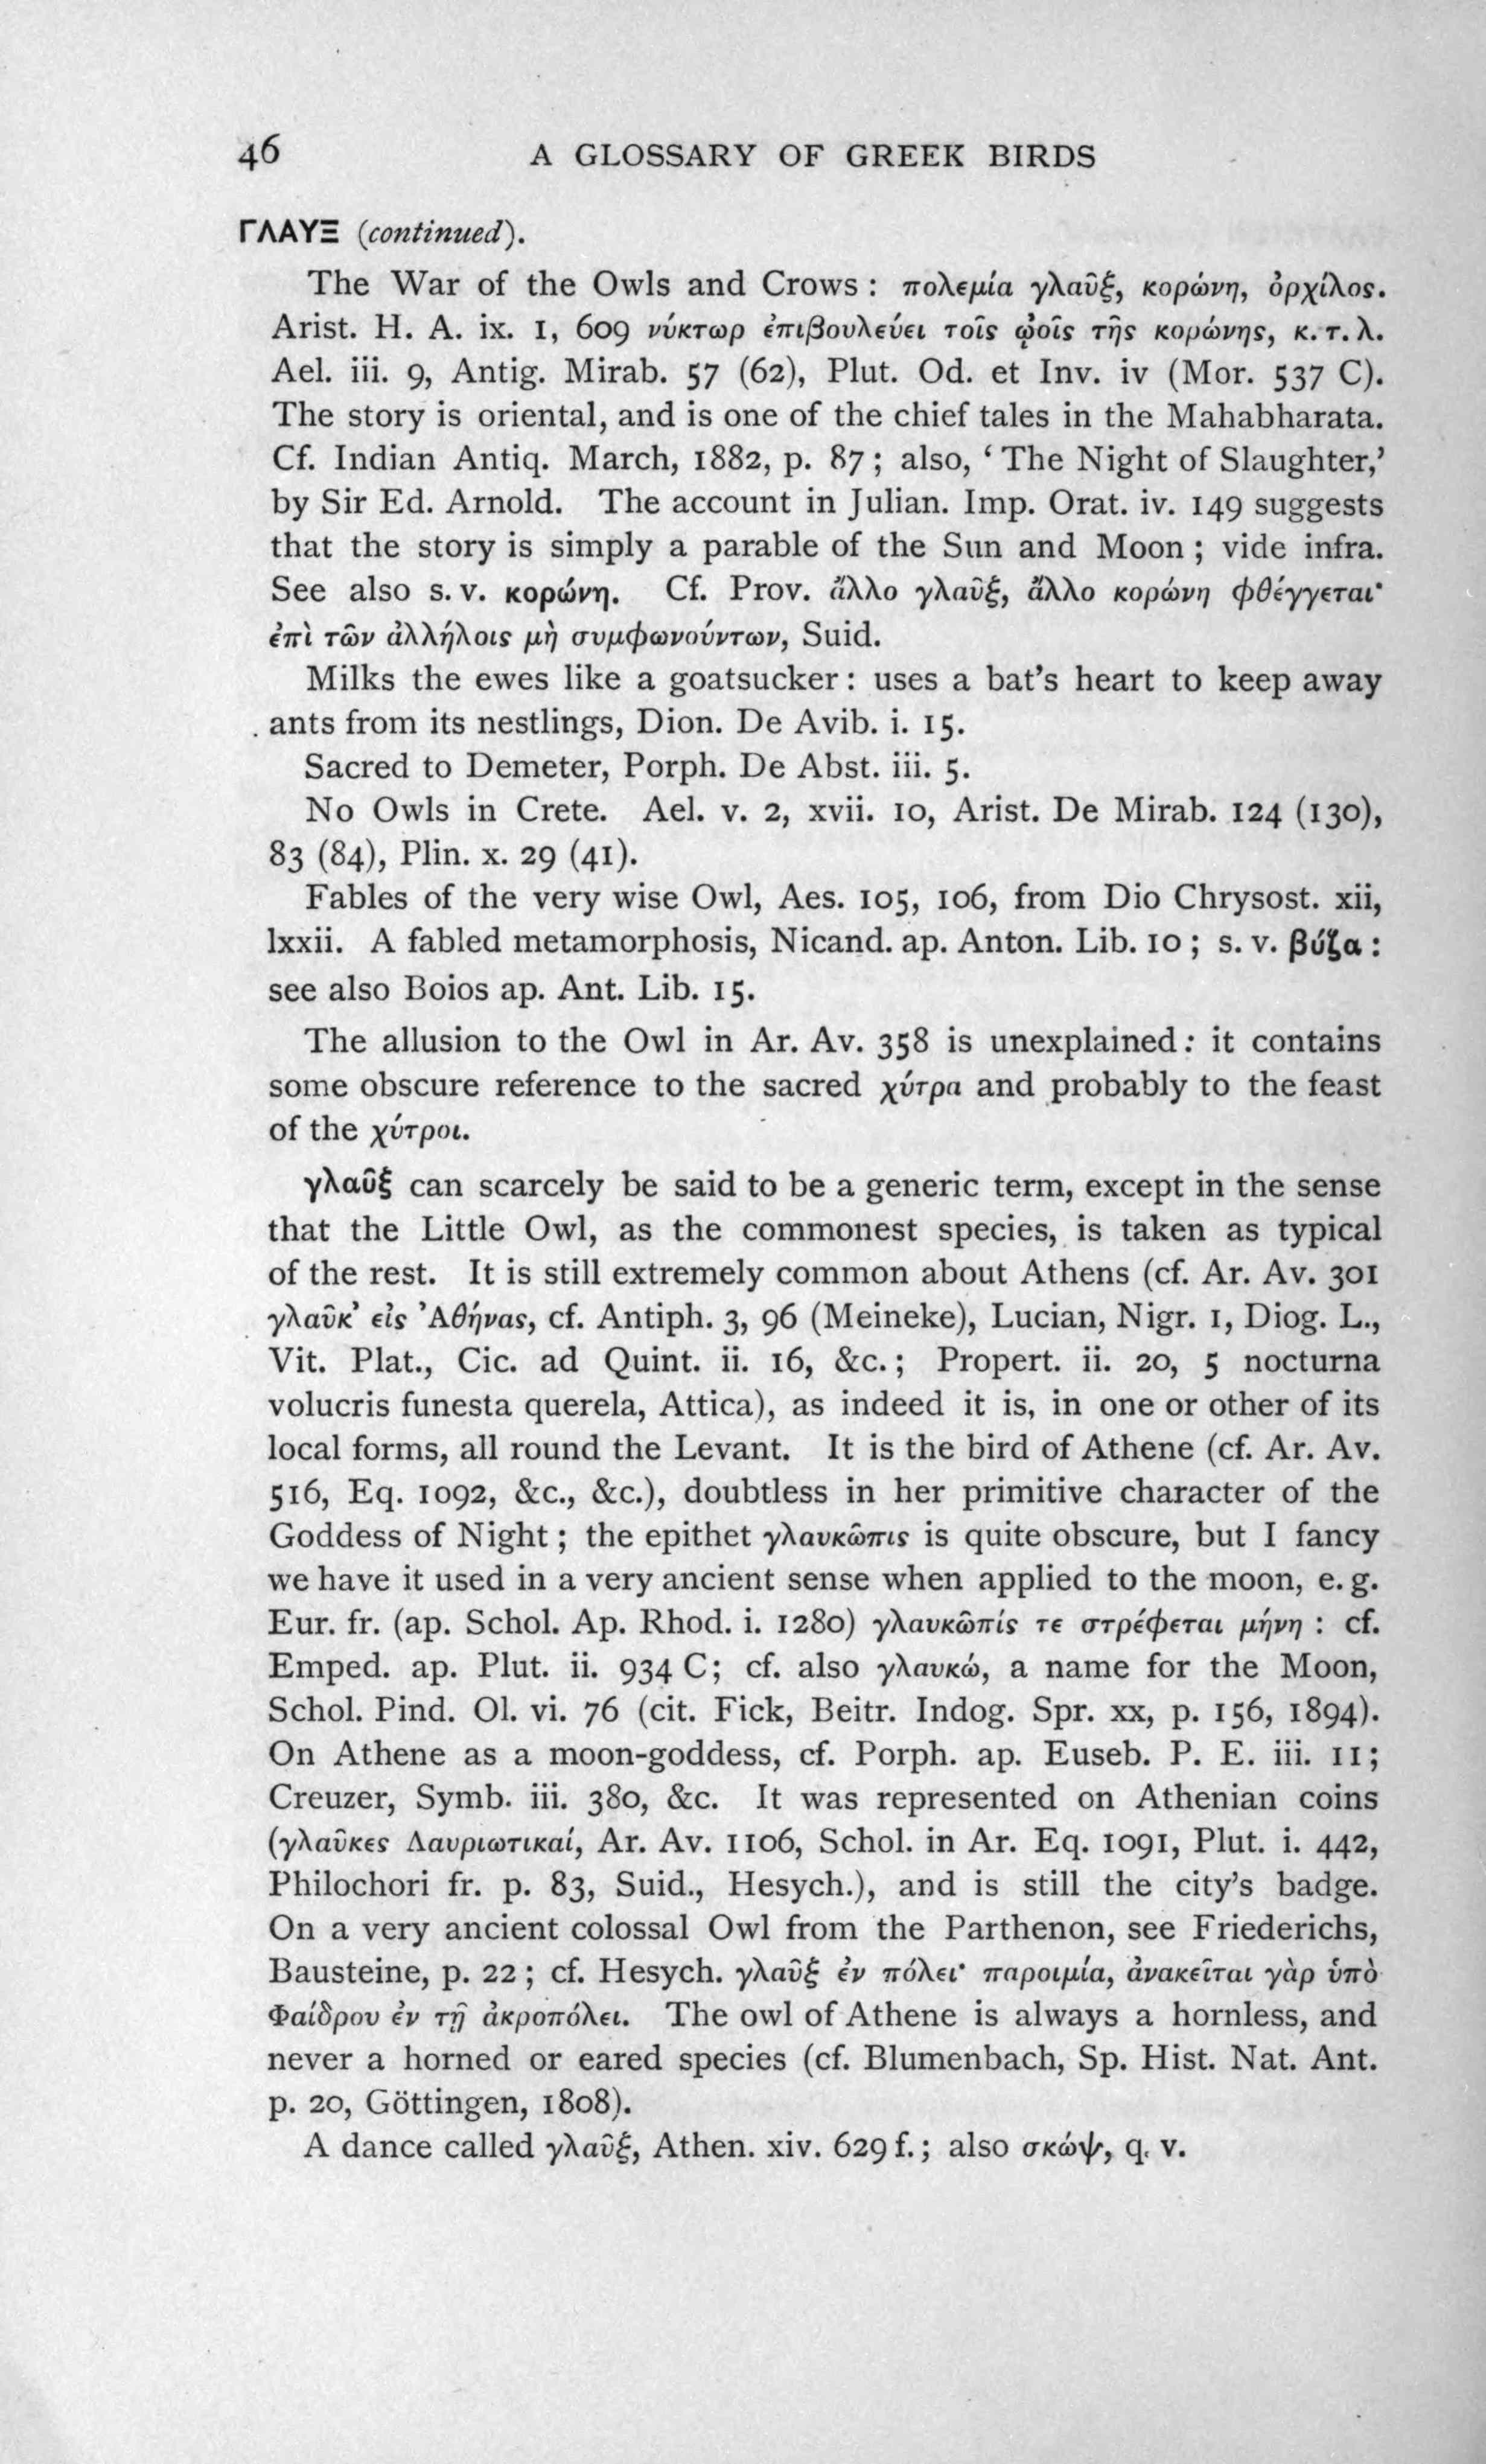 46 A GLOSSARY OF GREEK BIRDS
ΓΛΑΥΞ (continued).
The War of the Owls and Crows : πολεμία γλαῦξ, κορώνη, ὀρχίλος.
Arist. H. A. ix. 1, 609 νύκτωρ ἐπιβουλεύει τοῖς ᾠοῖς τῆς κορώνης, κ. τ. λ.
Ael. iii. 9, Antig. Mirab. 57 (62), Plut. Od. et Inv. iv (Mor. 537 C).
The story is oriental, and is one of the chief tales in the Mahabharata.
Cf. Indian Antiq. March, 1882, p. 87 ; also, ‘ The Night of Slaughter,’
by Sir Ed. Arnold. The account in Julian. Imp. Orat. iv. 149 suggests
that the story is simply a parable of the Sun and Moon ; vide infra.
See also s. v. κορώνη. Cf. Prov. ἄλλο γλαῦξ, ἄλλο κορώνη φθέγγεται·
ἐπὶ τῶν ἀλλήλοις μὴ συμφωνούντων, Suid.
Milks the ewes like a goatsucker : uses a bat’s heart to keep away
ants from its nestlings, Dion. De Avib. i. 15.
Sacred to Demeter, Porph. De Abst. iii. 5.
No Owls in Crete. Ael. v. 2, xvii. 10, Arist. De Mirab. 124 (130),
83 (84), Plin. x. 29 (41).
Fables of the very wise Owl, Aes. 105, 106, from Dio Chrysost. xii,
lxxii. A fabled metamorphosis, Nicand. ap. Anton. Lib. 10 ; s. v. βύζα :
see also Boios ap. Ant. Lib. 15.
The allusion to the Owl in Ar. Av. 358 is unexplained : it contains
some obscure reference to the sacred χύτρα and probably to the feast
of the χύτροι.
γλαῦξ can scarcely be said to be a generic term, except in the sense
that the Little Owl, as the commonest species, is taken as typical
of the rest. It is still extremely common about Athens (cf. Ar. Av. 301
γλαῦκ’ εἰς Ἀθήνας, cf. Antiph. 3, 96 (Meineke), Lucian, Nigr. 1, Diog. L.,
Vit. Plat., Cic. ad Quint. ii. 16, &c. ; Propert. ii. 20, 5 nocturna
volucris funesta querela, Attica), as indeed it is, in one or other of its
local forms, all round the Levant. It is the bird of Athene (cf. Ar. Av.
516, Eq. 1092, &c., &c.), doubtless in her primitive character of the
Goddess of Night ; the epithet γλαυκῶπις is quite obscure, but I fancy
we have it used in a very ancient sense when applied to the moon, e. g.
Eur. fr. (ap. Schol. Ap. Rhod. i. 1280) γλαυκῶπίς τε στρέφεται μήνη : cf.
Emped. ap. Plut. ii. 934 C ; cf. also γλαυκώ, a name for the Moon,
Schol. Pind. Ol. vi. 76 (cit. Fick, Beitr. Indog. Spr. xx, p. 156, 1894).
On Athene as a moon-goddess, cf. Porph. ap. Euseb. P. E. iii. 11 ;
Creuzer, Symb. iii. 380, &c. It was represented on Athenian coins
(γλαῦκες Λαυριωτικαί, Ar. Av. 1106, Schol. in Ar. Eq. 1091, Plut. i. 442,
Philochori fr. p. 83, Suid., Hesych.), and is still the city’s badge.
On a very ancient colossal Owl from the Parthenon, see Friederichs,
Bausteine, p. 22 ; cf. Hesych. γλαῦξ ἐν πόλει· παροιμία, ἀνακεῖται γὰρ ὑπὸ
Φαίδρου ἐν τῇ ἀκροπόλει. The owl of Athene is always a hornless, and
never a horned or eared species (cf. Blumenbach, Sp. Hist. Nat. Ant.
p. 20, Göttingen, 1808).
A dance called γλαῦξ, Athen. xiv. 629 f. ; also σκώψ, q. v.